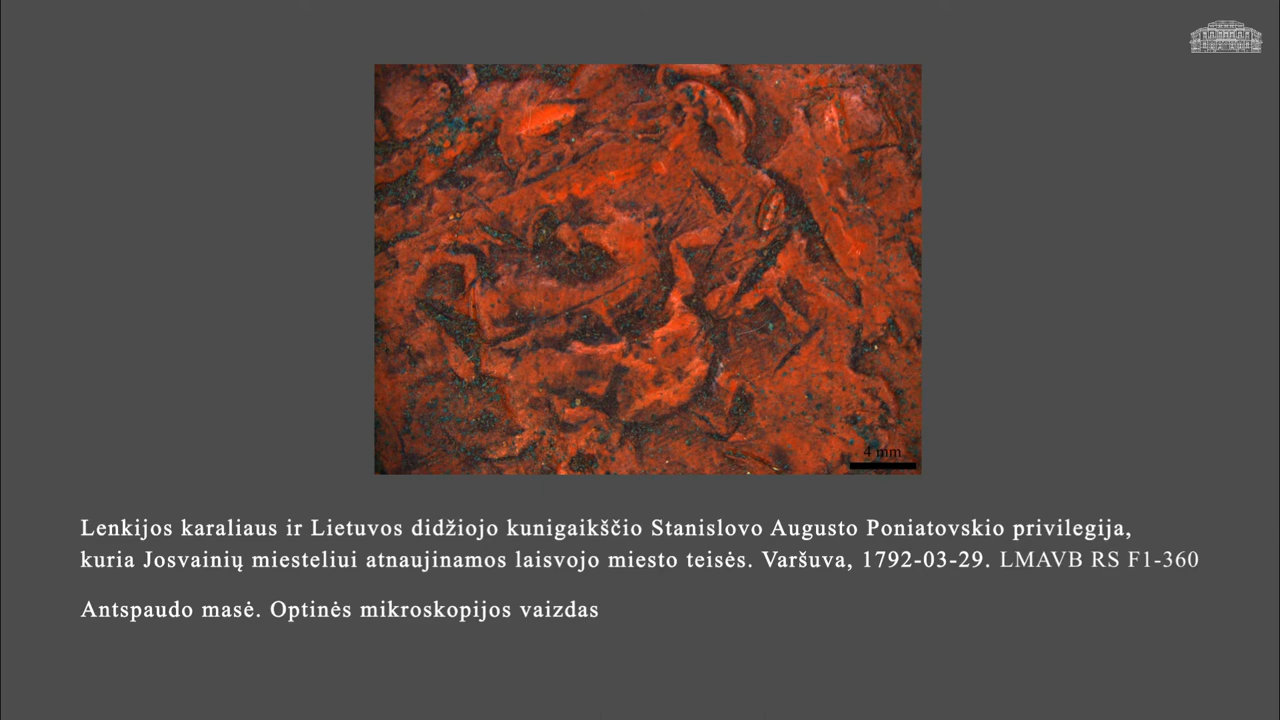 4 mm
Lenkijos karaliaus ir Lietuvos didžiojo kunigaikščio Stanislovo Augusto Poniatovskio privilegija,
kuria Josvainių miesteliui atnaujinamos laisvojo miesto teisės. Varšuva, 1792-03-29. LMAVB RS F1-360
Antspaudo masė. Optinės mikroskopijos vaizdas